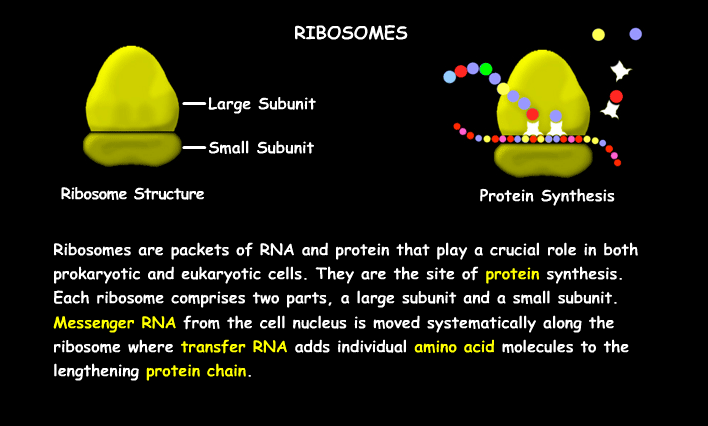 RIBOSOMES
Large Subunit
Small Subunit
Ribosome Structure
Protein Synthesis
Ribosomes are packets of RNA and protein that play a crucial role in both
prokaryotic and eukaryotic cells. They are the site of protein synthesis.
Each ribosome comprises two parts, a large subunit and a small subunit.
Messenger RNA from the cell nucleus is moved systematically along the
ribosome where transfer RNA adds individual amino acid molecules to the
lengthening protein chain.